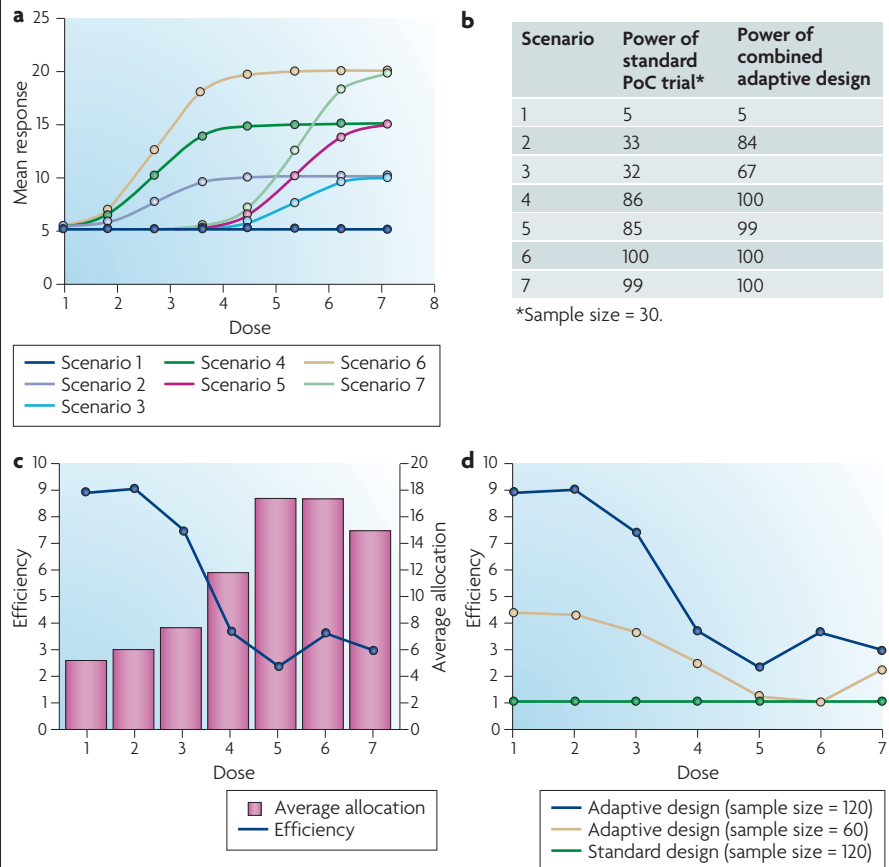 a
25
20
15
10
5
0
Mean response
1 2 3 4 5 6 7 8
Dose
Scenario 1
Scenario 4
Scenario 6
Scenario 2
Scenario 5
Scenario 7
Scenario 3
b
Scenario
Power of
standard
PoC trial*
Power of
combined
adaptive design
1 5 5
2 33 84
3 32 67
4 86 100
5 85 99
6 100 100
7 99 100
*Sample size = 30.
c
10
9
8
7
6
5
4
3
2
1
0
Efficiency
20
18
16
14
12
10
8
6
4
2
0
Average allocation
1 2 3 4 5 6 7
Dose
Average allocation
Efficiency
d
10
9
8
7
6
5
4
3
2
1
0
Efficiency
1 2 3 4 5 6 7
Dose
Adaptive design (sample size = 120)
Adaptive design (sample size = 60)
Standard design (sample size = 120)